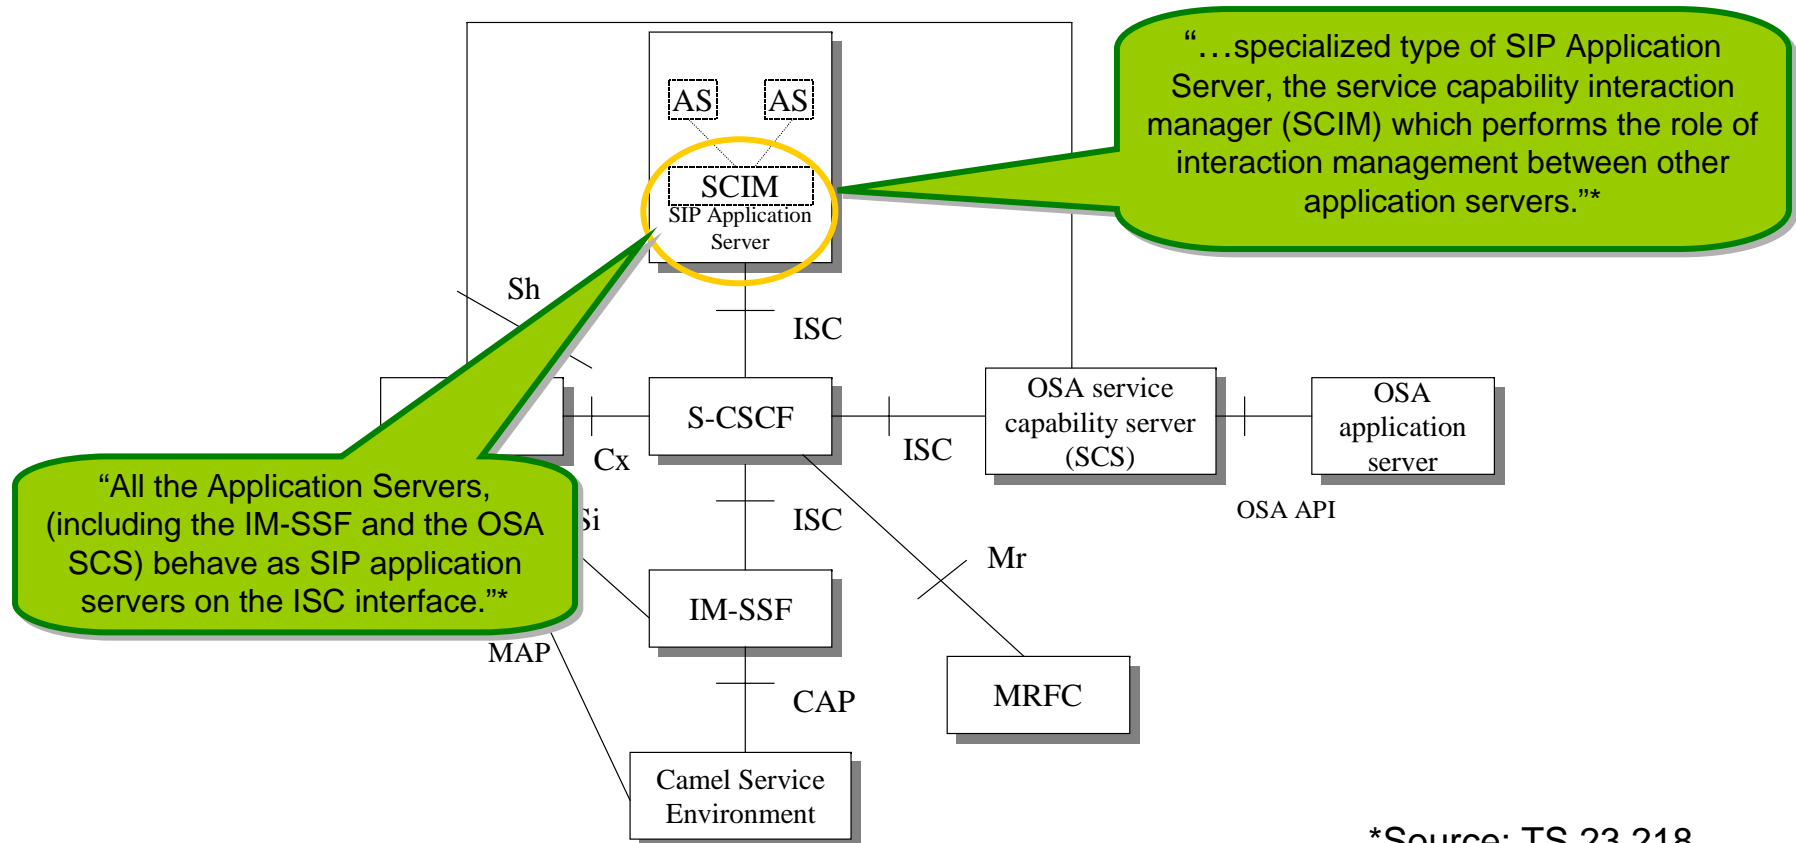 “…specialized type of SIP Application
Server, the service capability interaction
manager (SCIM) which performs the role of
interaction management between other
application servers.”*
AS
AS
SCIM
SIP Application
Server
Sh
ISC
S-CSCF
OSA service
capability server
(SCS)
OSA
application
server
Cx
ISC
OSA API
“All the Application Servers,
(including the IM-SSF and the OSA
SCS) behave as SIP application
servers on the ISC interface.”*
Si
ISC
Mr
IM-SSF
MAP
CAP
MRFC
Camel Service
Environment
*Source: TS 23.218